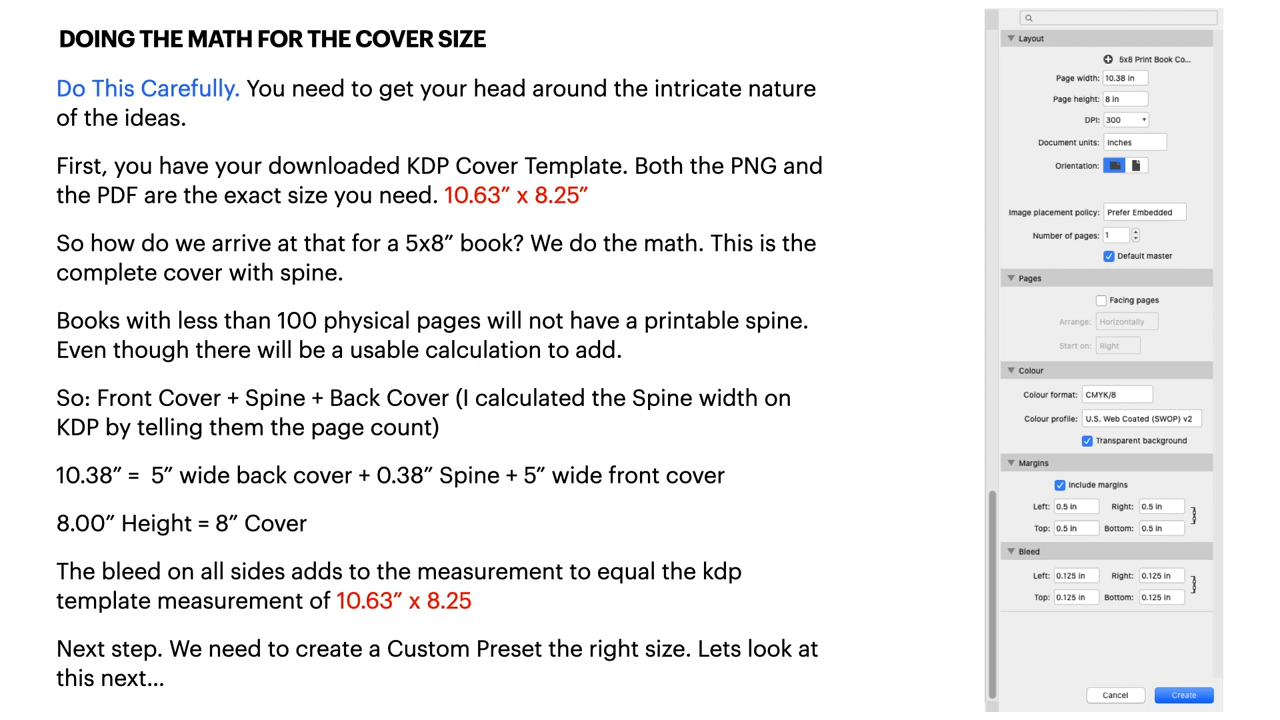 DOING THE MATH FOR THE COVER SIZE
Do This Carefully. You need to get your head around the intricate nature
of the ideas.
First, you have your downloaded KDP Cover Template. Both the PNG and
the PDF are the exact size you need. 10.63” x 8.25”
So how do we arrive at that for a 5x8” book? We do the math. This is the
complete cover with spine.
Books with less than 100 physical pages will not have a printable spine.
Even though there will be a usable calculation to add.
So: Front Cover + Spine + Back Cover (I calculated the Spine width on
KDP by telling them the page count)
10.38” = 5” wide back cover + 0.38” Spine + 5” wide front cover
8.00” Height = 8” Cover
The bleed on all sides adds to the measurement to equal the kdp
template measurement of 10.63” x 8.25
Next step. We need to create a Custom Preset the right size. Lets look at
this next...
Layout
5x8 Print Book Co...
Page width: 10.38 in
Page height: 8 in
DPI: 300
Document units: Inches
Orientation:
Image placement policy: Prefer Embedded
Number of pages: 1
Default master
Pages
Facing pages
Arrange: Horizontally
Start on: Right
Colour
Colour format: CMYK/8
Colour profile: U.S. Web Coated (SWOP) v2
Transparent background
Margins
Include margins
Left: 0.5 in Right: 0.5 in
Top: 0.5 in Bottom: 0.5 in
Bleed
Left: 0.125 in Right: 0.125 in
Top: 0.125 in Bottom: 0.125 in
Cancel Create